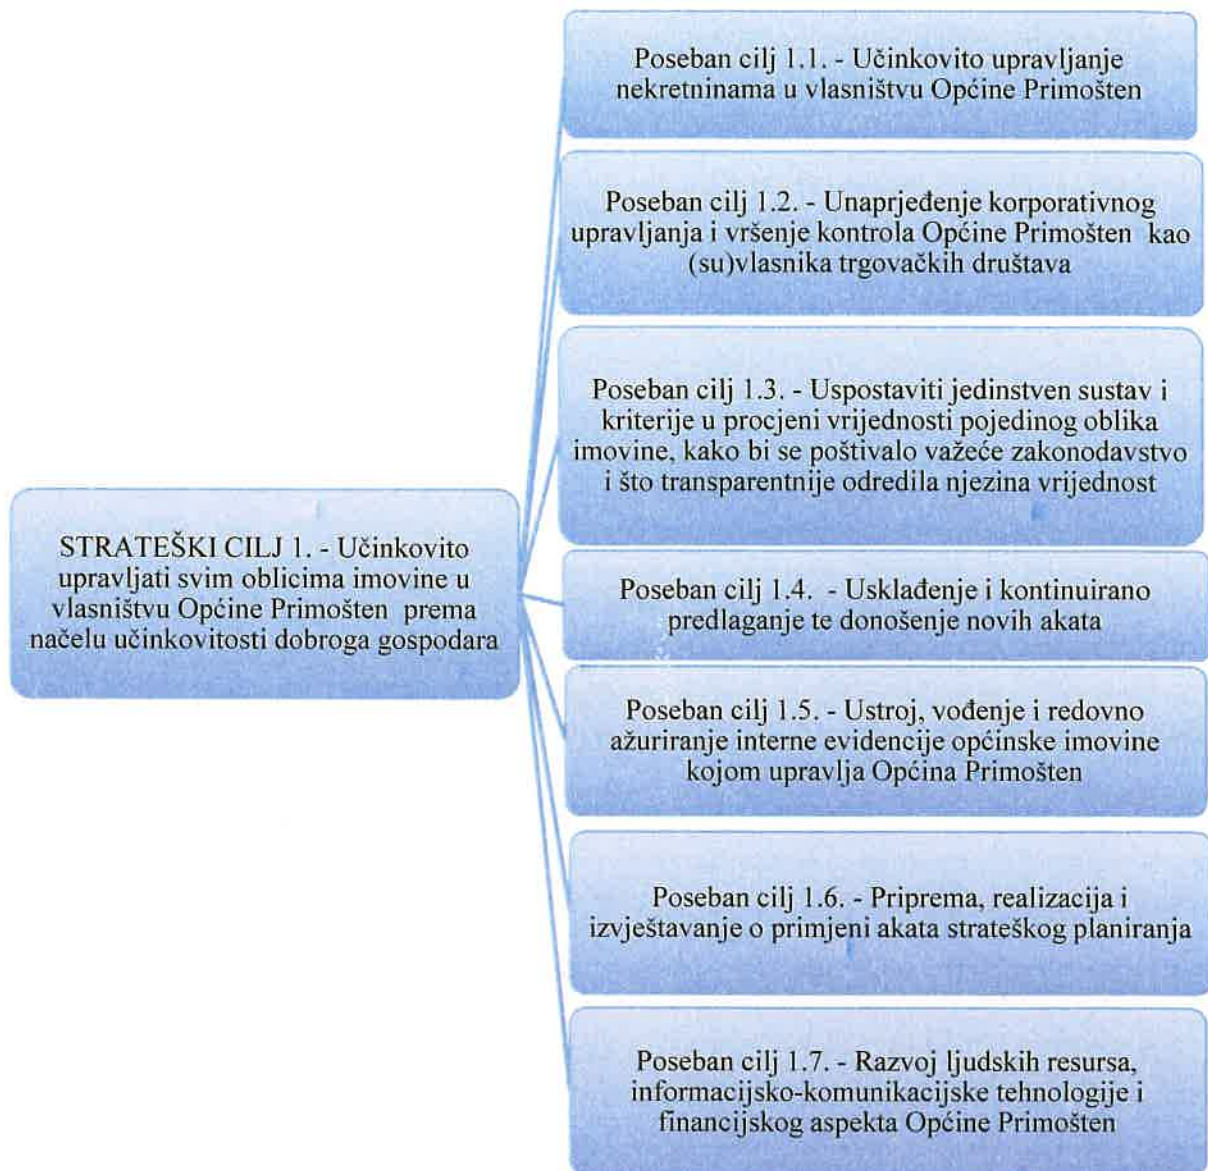 STRATEŠKI CILJ 1. - Učinkovito
upravljati svim oblicima imovine u
vlasništvu Općine Primošten prema
načelu učinkovitosti dobroga gospodara
Poseban cilj 1.1. - Učinkovito upravljanje
nekretninama u vlasništvu Općine Primošten
Poseban cilj 1.2. - Unaprjeđenje korporativnog
upravljanja i vršenje kontrola Općine Primošten kao
(su)vlasnika trgovačkih društava
Poseban cilj 1.3. - Uspostaviti jedinstven sustav i
kriterije u procjeni vrijednosti pojedinog oblika
imovine, kako bi se poštivalo važeće zakonodavstvo
i što transparentnije odredila njezina vrijednost
Poseban cilj 1.4. - Usklađenje i kontinuirano
predlaganje te donošenje novih akata
Poseban cilj 1.5. - Ustroj, vođenje i redovno
ažuriranje interne evidencije općinske imovine
kojom upravlja Općina Primošten
Poseban cilj 1.6. - Priprema, realizacija i
izvještavanje o primjeni akata strateškog planiranja
Poseban cilj 1.7. - Razvoj ljudskih resursa,
informacijsko-komunikacijske tehnologije i
financijskog aspekta Općine Primošten